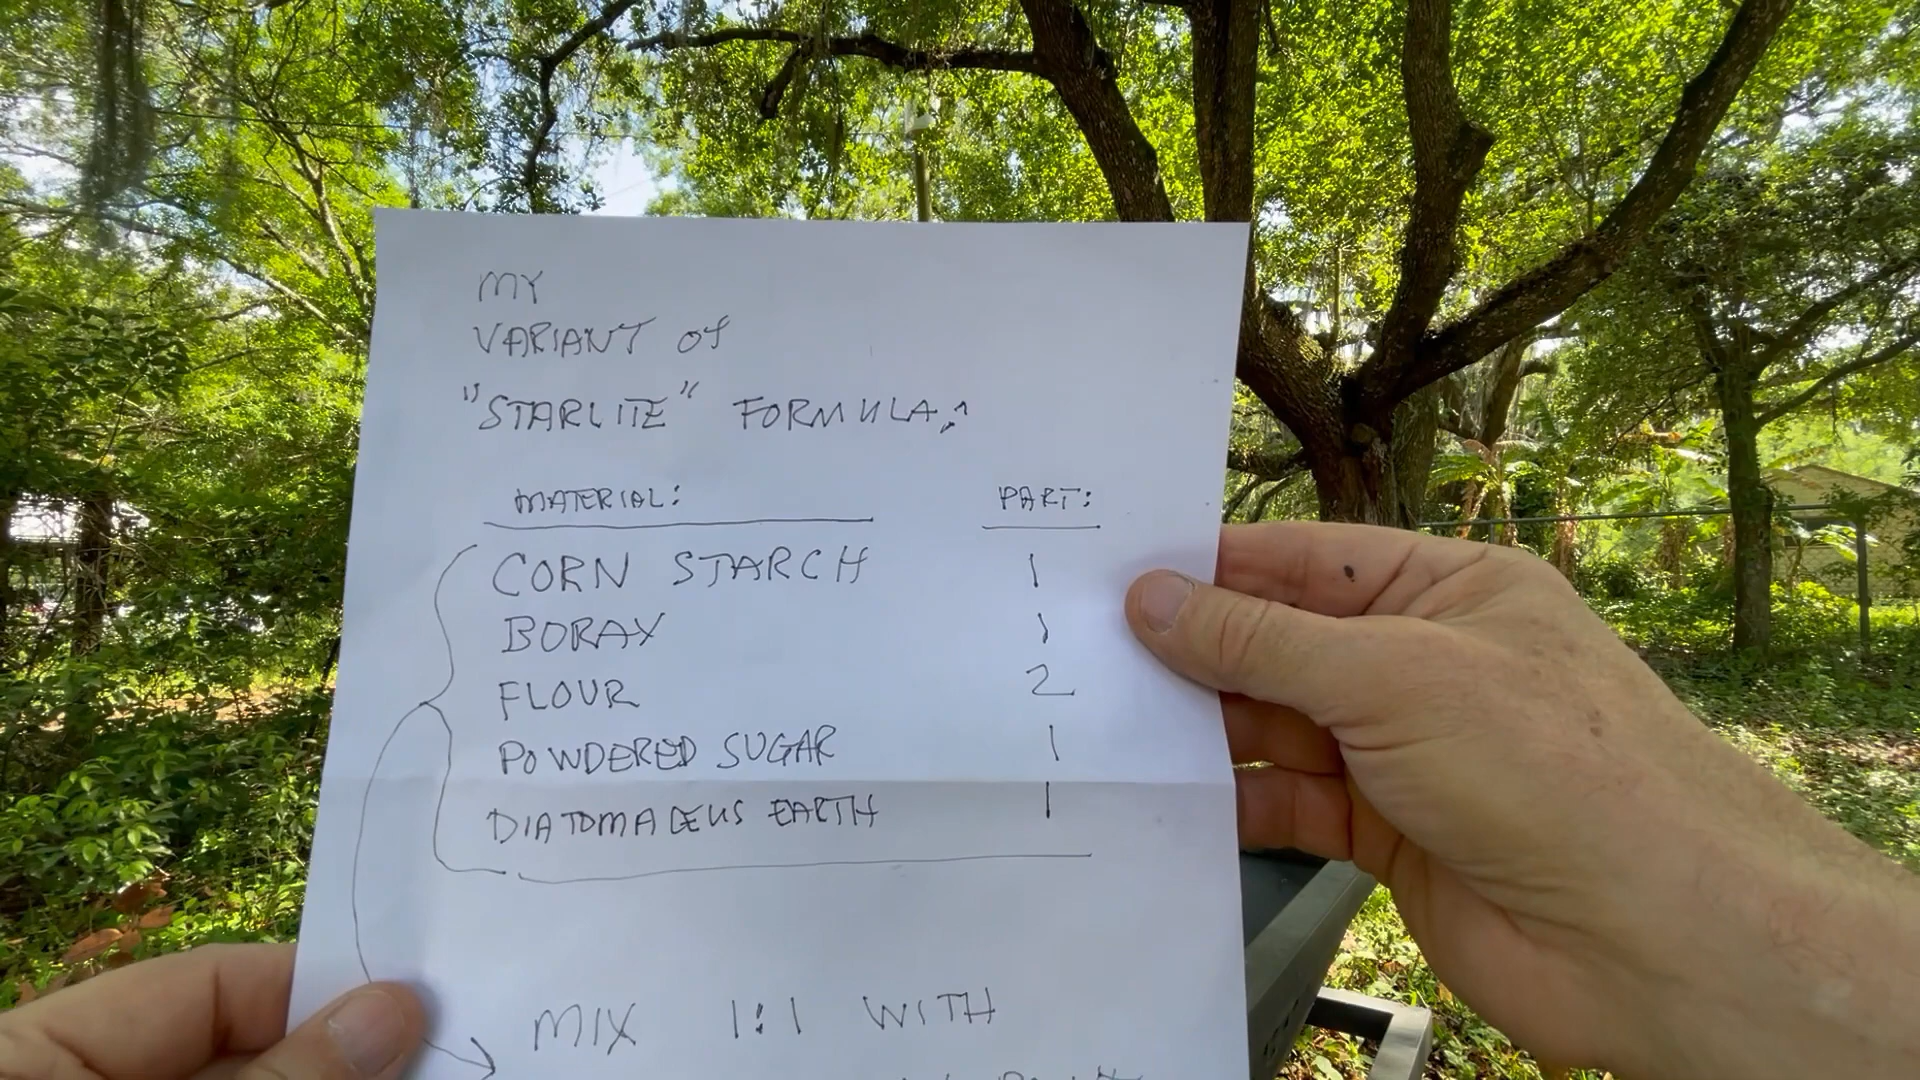 MY
VARIANT of
"STARLITE" FORMULA:
MATERIAL: PART:
CORN STARCH 1
BORAX 1
FLOUR 2
POWDERED SUGAR 1
DIATOMACEUS EARTH 1
MIX 1:1 WITH